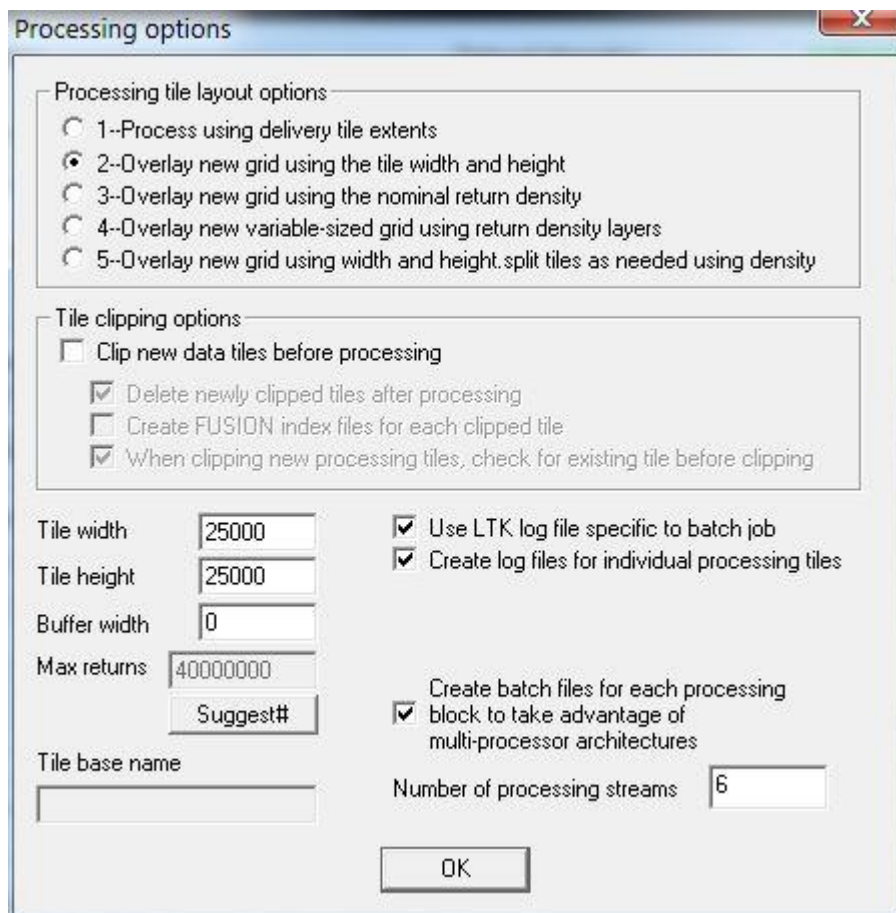 Processing options
Processing tile layout options
1--Process using delivery tile extents
2--Overlay new grid using the tile width and height
3--Overlay new grid using the nominal return density
4--Overlay new variable-sized grid using return density layers
5--Overlay new grid using width and height.split tiles as needed using density
Tile clipping options
Clip new data tiles before processing
Delete newly clipped tiles after processing
Create FUSION index files for each clipped tile
When clipping new processing tiles, check for existing tile before clipping
Tile width 25000
Tile height 25000
Buffer width 0
Max returns 40000000
Suggest#
Tile base name
Use LTK log file specific to batch job
Create log files for individual processing tiles
Create batch files for each processing
block to take advantage of
multi-processor architectures
Number of processing streams 6
OK